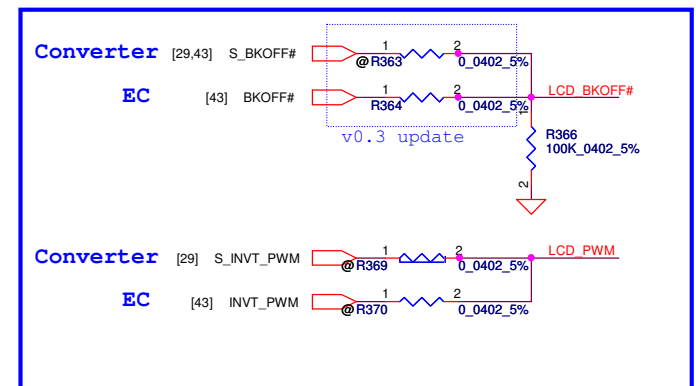 Converter [29,43] S_BKOFF# 1 2 LCD_BKOFF#
@R363 0_0402_5%
EC [43] BKOFF# 1 2
R364 0_0402_5%
v0.3 update
1
R366
100K_0402_5%
2
Converter [29] S_INVT_PWM 1 2 LCD_PWM
@R369 0_0402_5%
EC [43] INVT_PWM 1 2
@R370 0_0402_5%